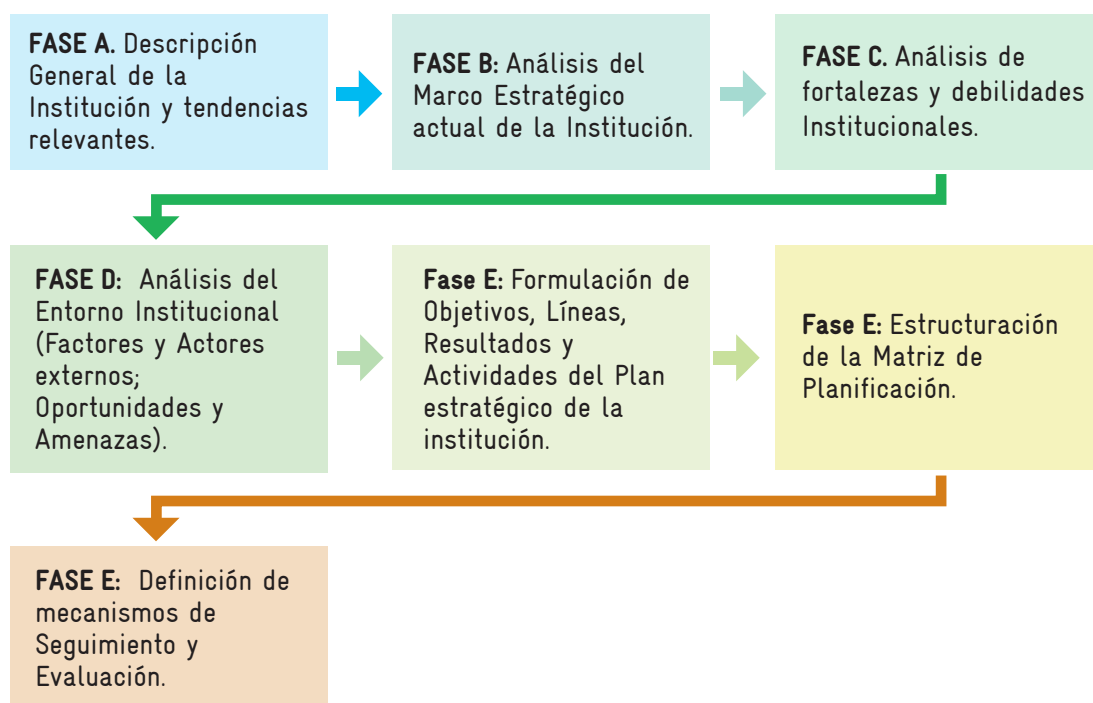 FASE A. Descripción
General de la
Institución y tendencias
relevantes.
FASE B: Análisis del
Marco Estratégico
actual de la Institución.
FASE C. Análisis de
fortalezas y debilidades
Institucionales.
FASE D: Análisis del
Entorno Institucional
(Factores y Actores
externos;
Oportunidades y
Amenazas).
Fase E: Formulación de
Objetivos, Líneas,
Resultados y
Actividades del Plan
estratégico de la
institución.
Fase E: Estructuración
de la Matriz de
Planificación.
FASE E: Definición de
mecanismos de
Seguimiento y
Evaluación.